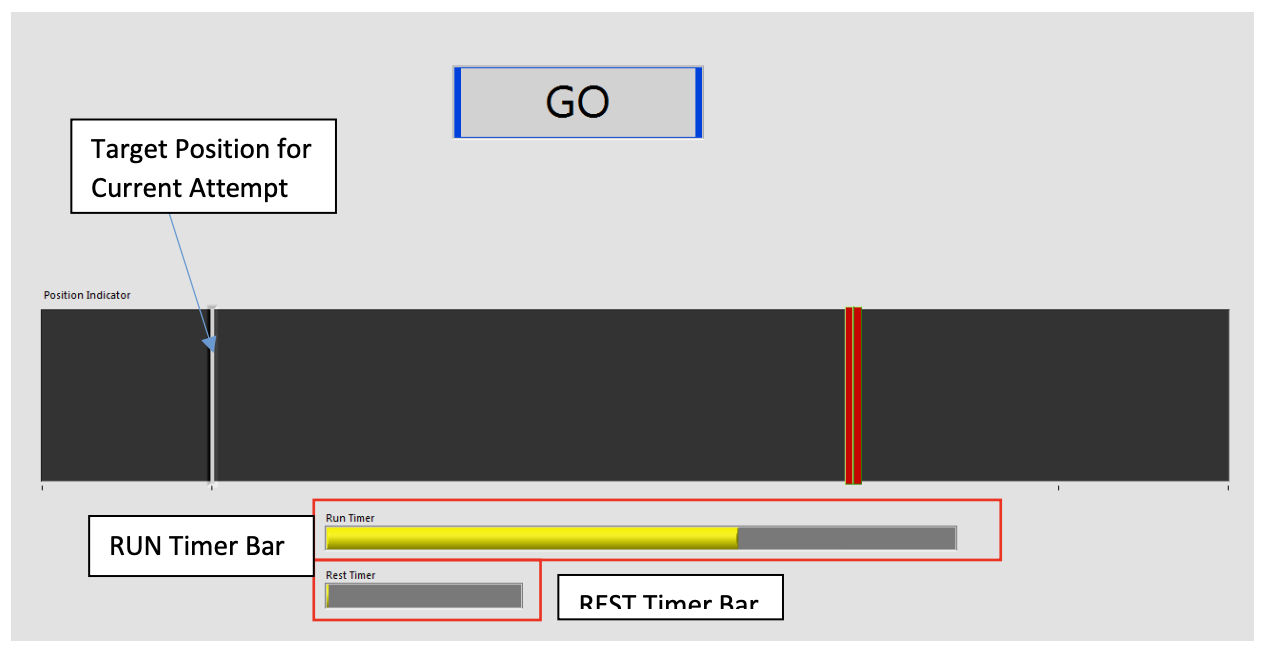 GO
Target Position for
Current Attempt
Position Indicator
Run Timer
RUN Timer Bar
Rest Timer
REST Timer Bar